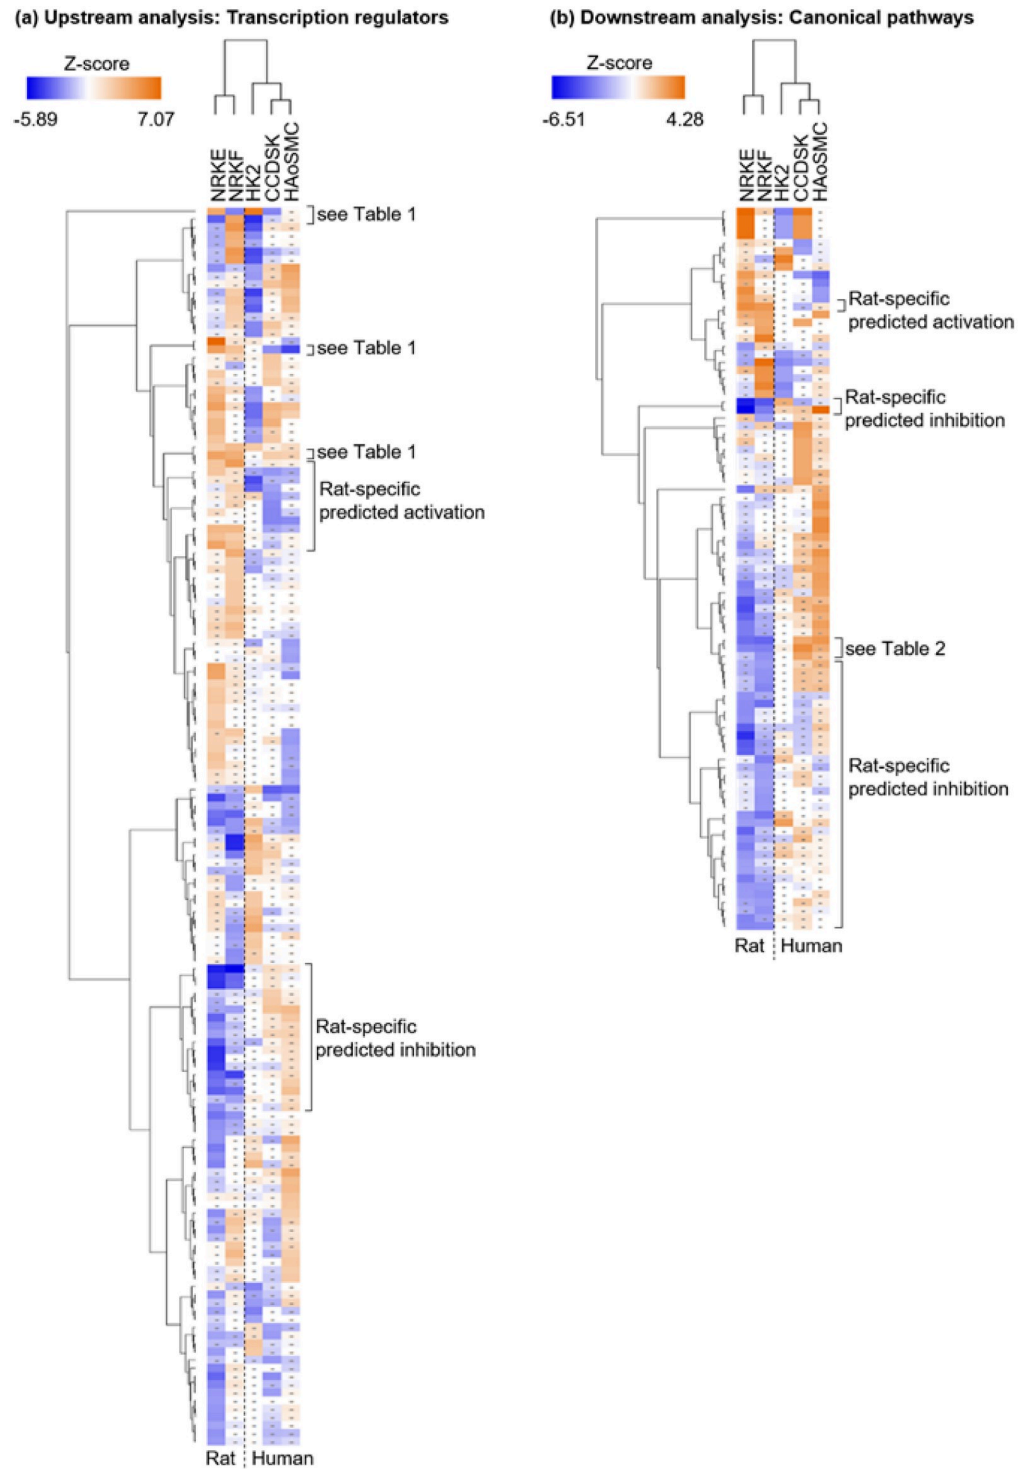 (a) Upstream analysis: Transcription regulators
Z-score
-5.89 7.07
NRKE
NRKF
HK2
CCDSK
HAoSMC
see Table 1
see Table 1
see Table 1
Rat-specific
predicted activation
Rat-specific
predicted inhibition
Rat Human
(b) Downstream analysis: Canonical pathways
Z-score
-6.51 4.28
NRKE
NRKF
HK2
CCDSK
HAoSMC
Rat-specific
predicted activation
Rat-specific
predicted inhibition
see Table 2
Rat-specific
predicted inhibition
Rat Human